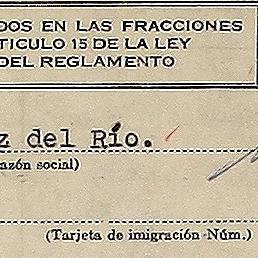 DOS EN LAS FRACCIONES
TICULO 15 DE LA LEY
DEL REGLAMENTO
z del Río.
azón social)
(Tarjeta de imigración Núm.)